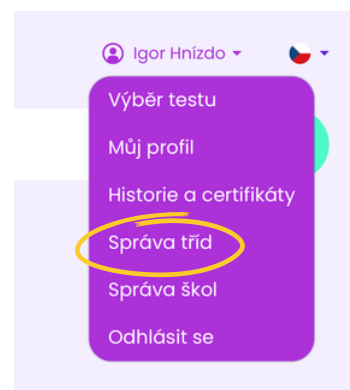 Igor Hnízdo
Výběr testu
Můj profil
Historie a certifikáty
Správa tříd
Správa škol
Odhlásit se